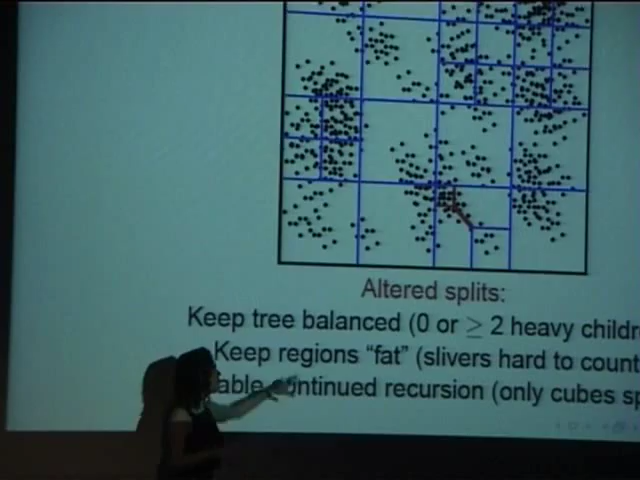 Altered splits:
Keep tree balanced (0 or ≥ 2 heavy childr
Keep regions "fat" (slivers hard to count
able continued recursion (only cubes sp